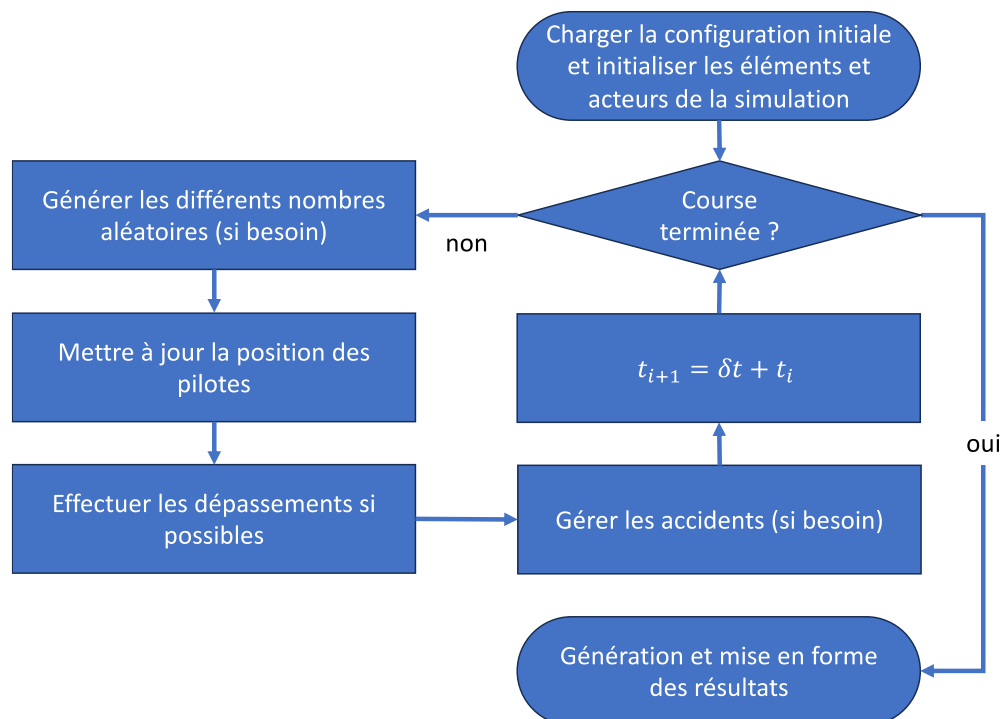 Charger la configuration initiale
et initialiser les éléments et
acteurs de la simulation
Course
terminée ?
non
Générer les différents nombres
aléatoires (si besoin)
Mettre à jour la position des
pilotes
Effectuer les dépassements si
possibles
Gérer les accidents (si besoin)
𝑡ᵢ₊₁ = 𝛿𝑡 + 𝑡ᵢ
oui
Génération et mise en forme
des résultats